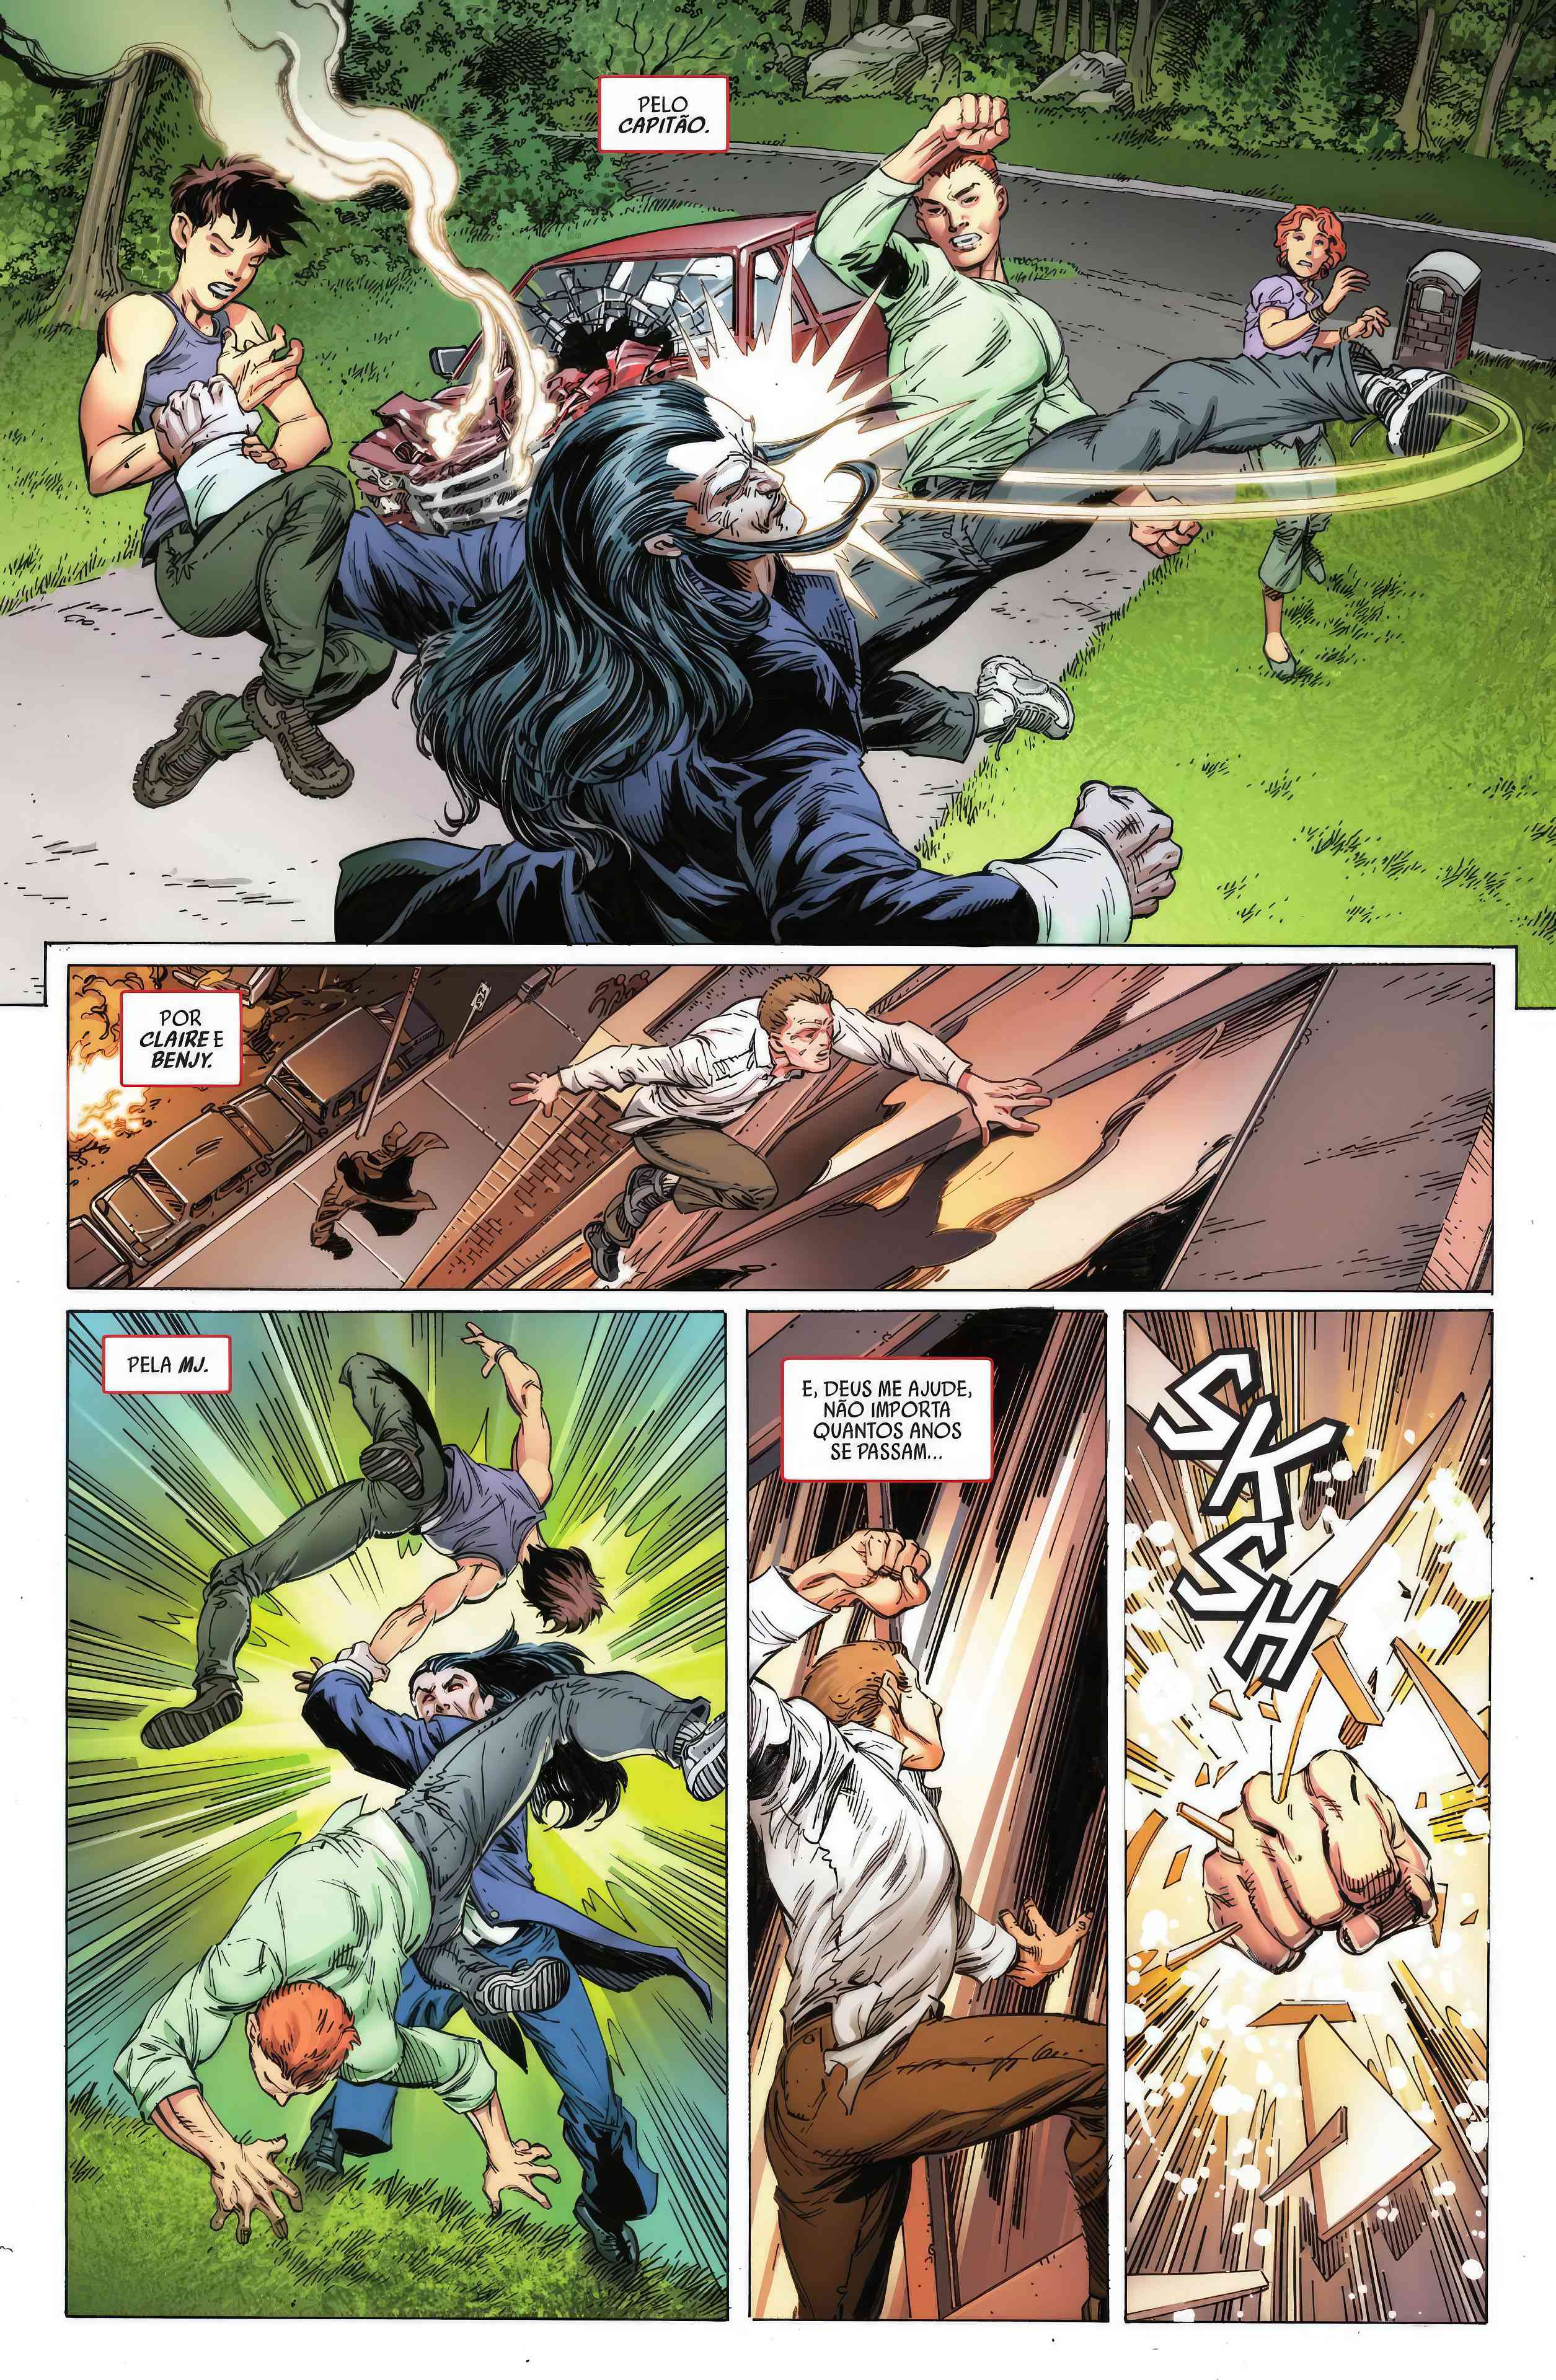 PELO
CAPITÃO.
POR
CLAIRE E
BENJY.
PELA MJ.
E, DEUS ME AJUDE,
NÃO IMPORTA
QUANTOS ANOS
SE PASSAM...
SKSH